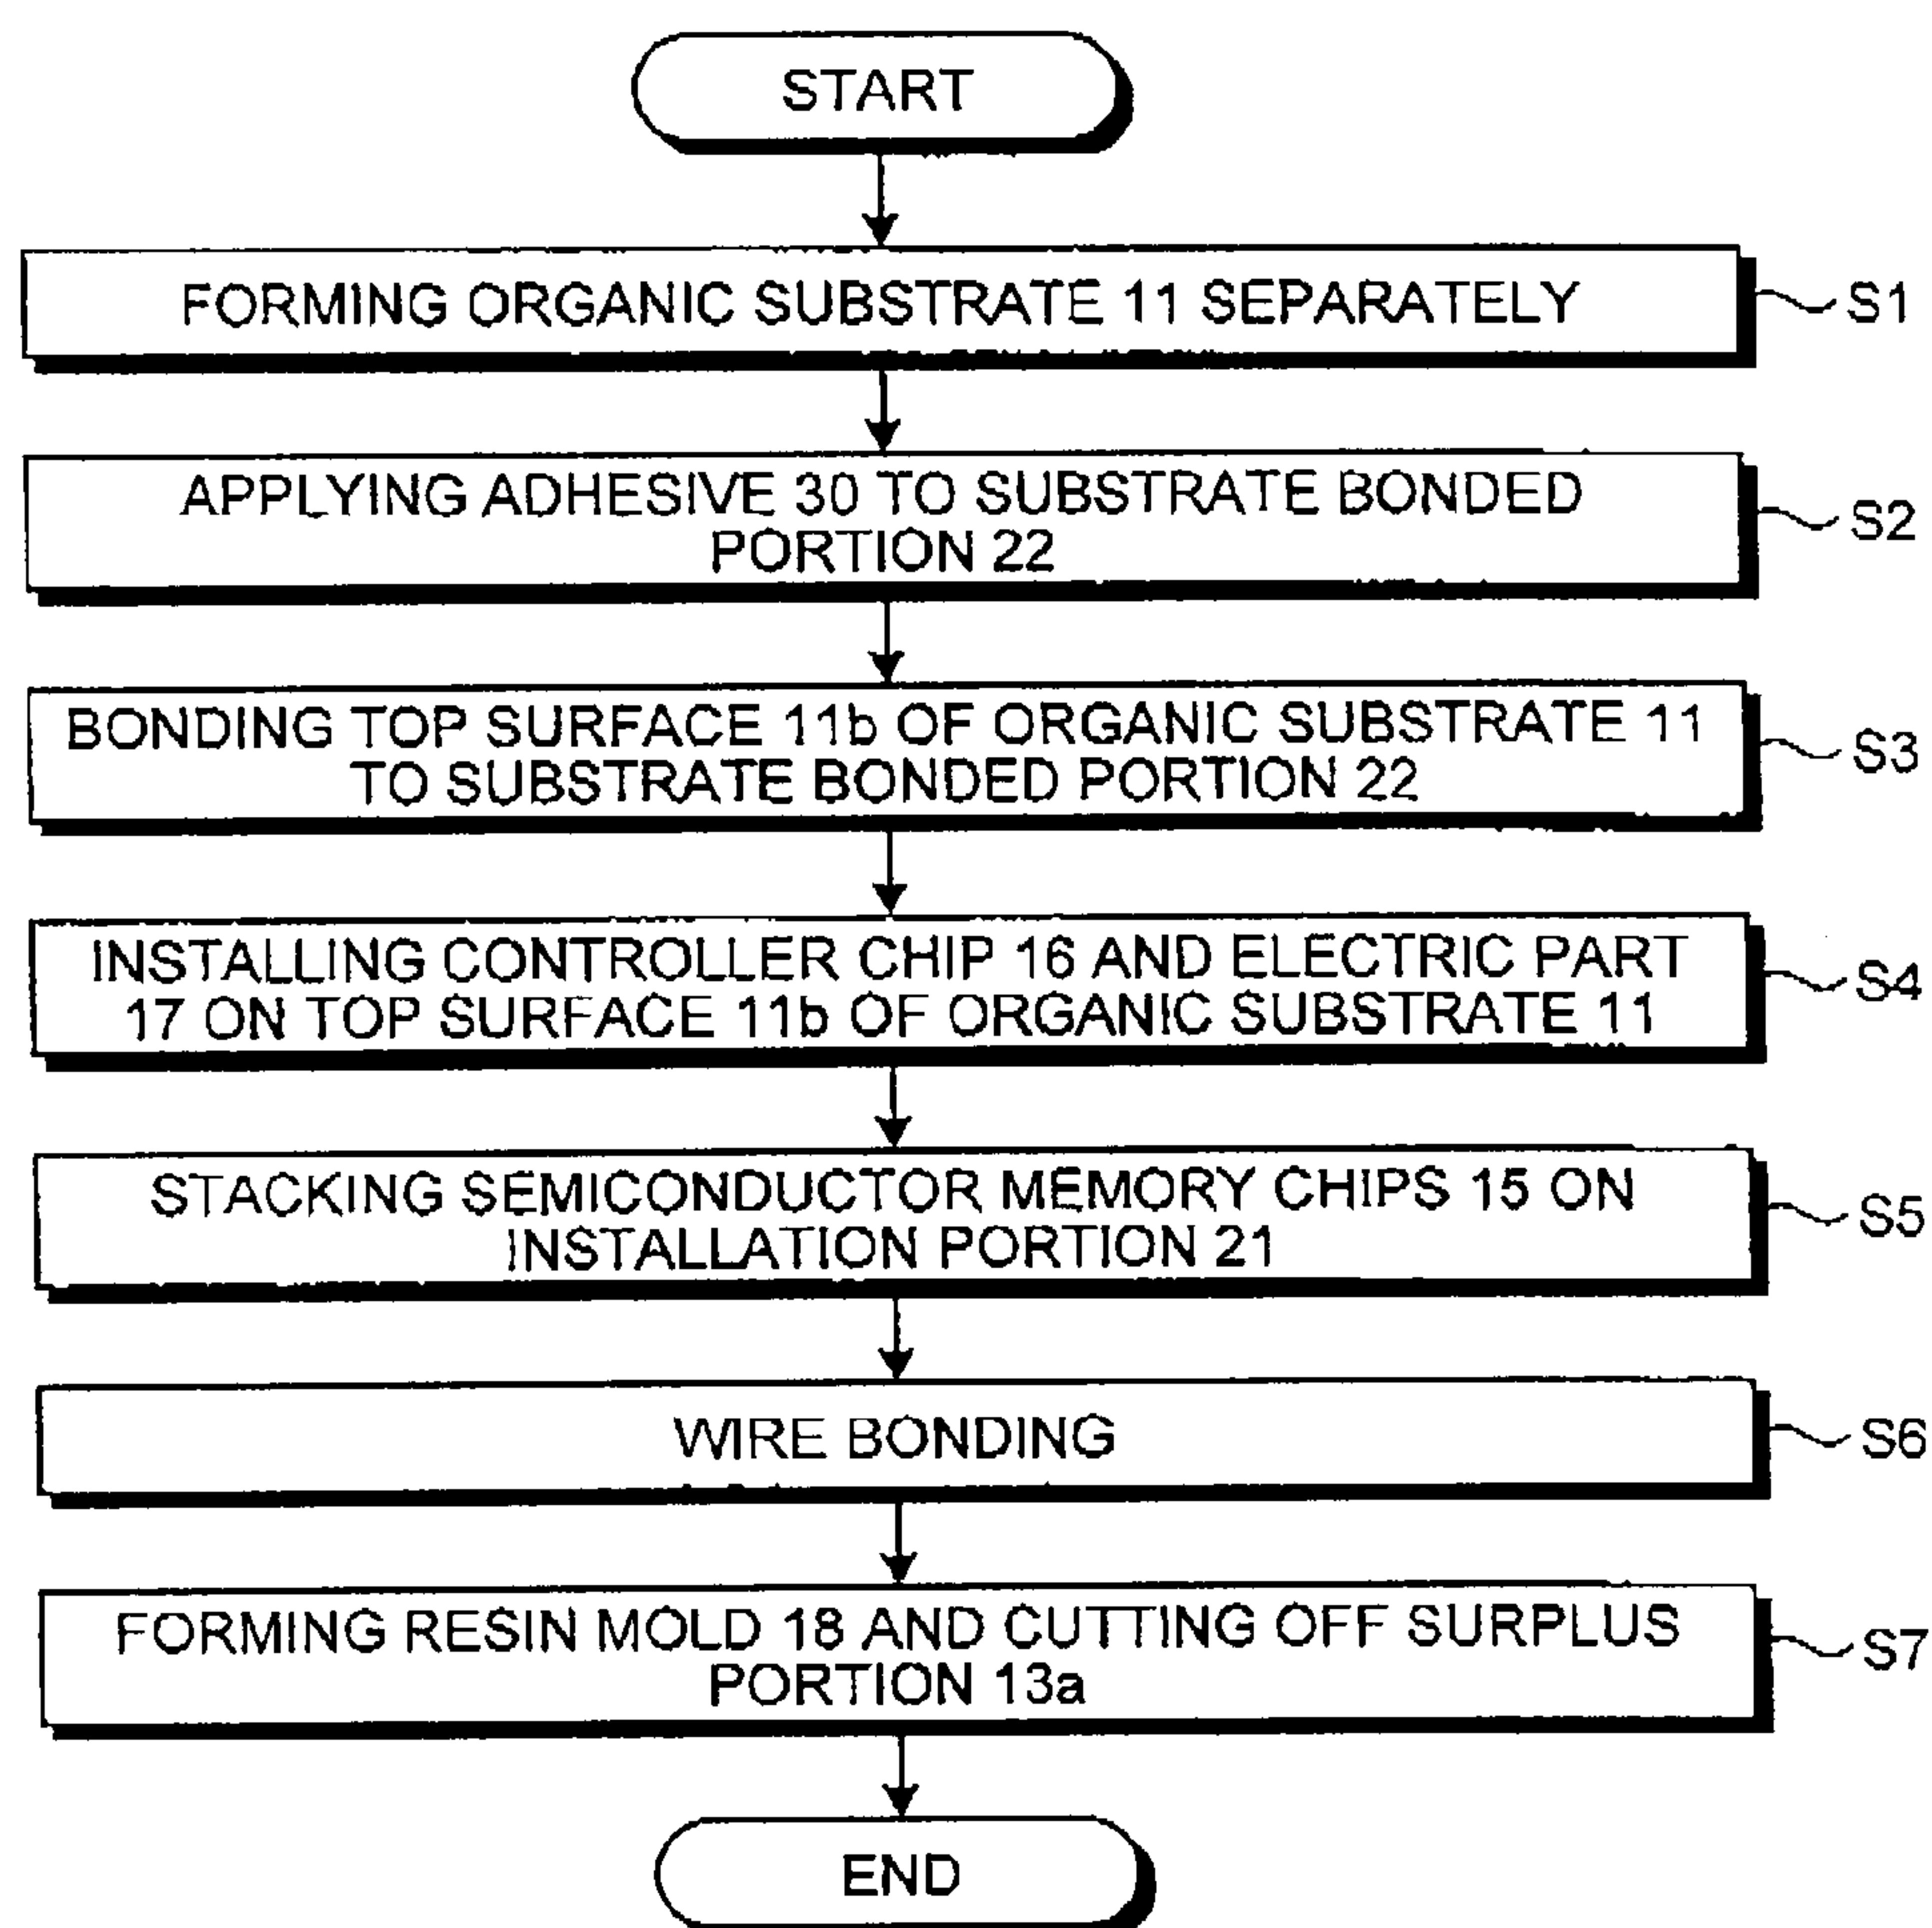 START
FORMING ORGANIC SUBSTRATE 11 SEPARATELY
S1
APPLYING ADHESIVE 30 TO SUBSTRATE BONDED
PORTION 22
S2
BONDING TOP SURFACE 11b OF ORGANIC SUBSTRATE 11
TO SUBSTRATE BONDED PORTION 22
S3
INSTALLING CONTROLLER CHIP 16 AND ELECTRIC PART
17 ON TOP SURFACE 11b OF ORGANIC SUBSTRATE 11
S4
STACKING SEMICONDUCTOR MEMORY CHIPS 15 ON
INSTALLATION PORTION 21
S5
WIRE BONDING
S6
FORMING RESIN MOLD 18 AND CUTTING OFF SURPLUS
PORTION 13a
S7
END